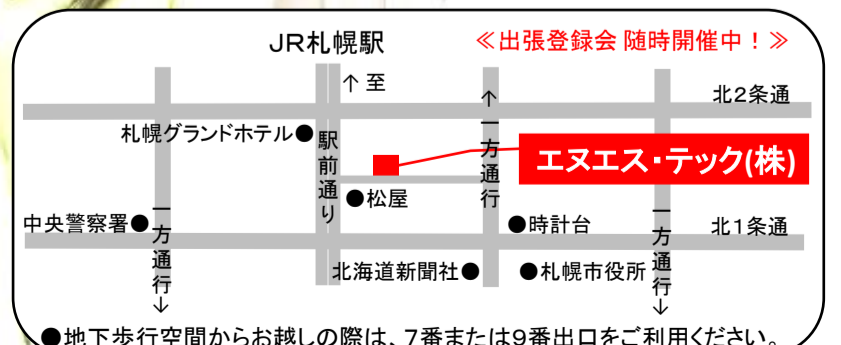 JR札幌駅
≪出張登録会 随時開催中！≫
↑至
北2条通
札幌グランドホテル●
駅前通り
↑一方通行
エヌエス・テック(株)
●松屋
中央警察署●
一方通行↓
●時計台
一方通行↓
北1条通
北海道新聞社●
●札幌市役所
●地下歩行空間からお越しの際は、7番または9番出口をご利用ください。